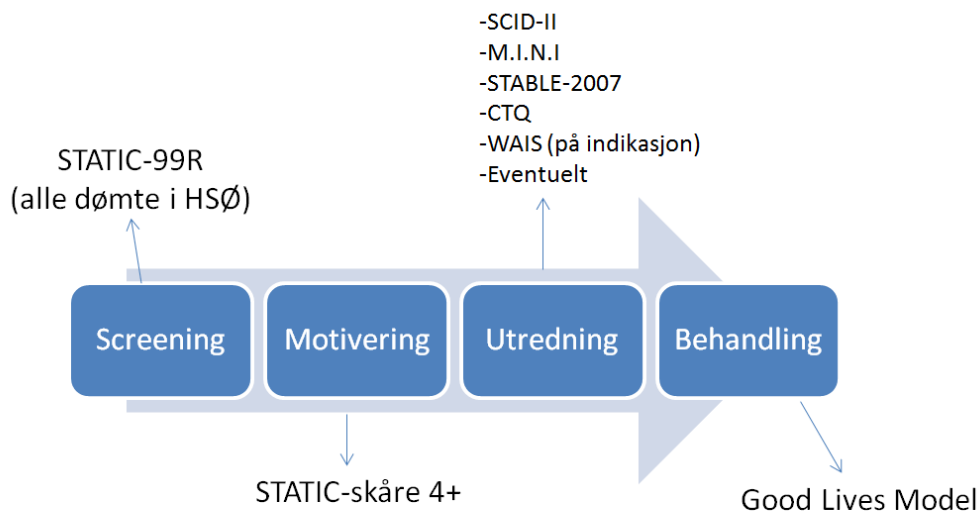 -SCID-II
-M.I.N.I
-STABLE-2007
-CTQ
-WAIS (på indikasjon)
-Eventuelt
STATIC-99R
(alle dømte i HSØ)
Screening
Motivering
Utredning
Behandling
STATIC-skåre 4+
Good Lives Model